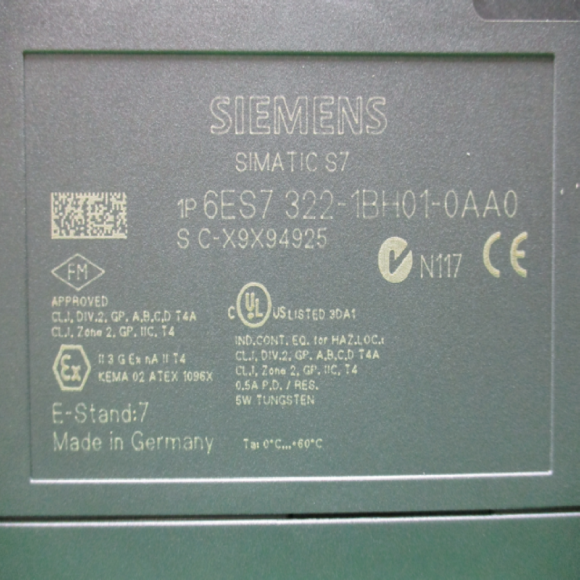 SIEMENS
SIMATIC S7
1P 6ES7 322-1BH01-0AA0
S C-X9X94925
N117 CE
FM
APPROVED
CL.I, DIV.2, GP. A,B,C,D T4A
CL.I, Zone 2, GP. IIC, T4
C UL US LISTED 3DA1
IND.CONT. EQ. for HAZ.LOC.:
CL.I, DIV.2, GP. A,B,C,D T4A
CL.I, Zone 2, GP. IIC, T4
0.5A P.D. / RES.
5W TUNGSTEN
Ex II 3 G Ex nA II T4
KEMA 02 ATEX 1096X
E-Stand:7
Made in Germany
Ta: 0°C...+60°C